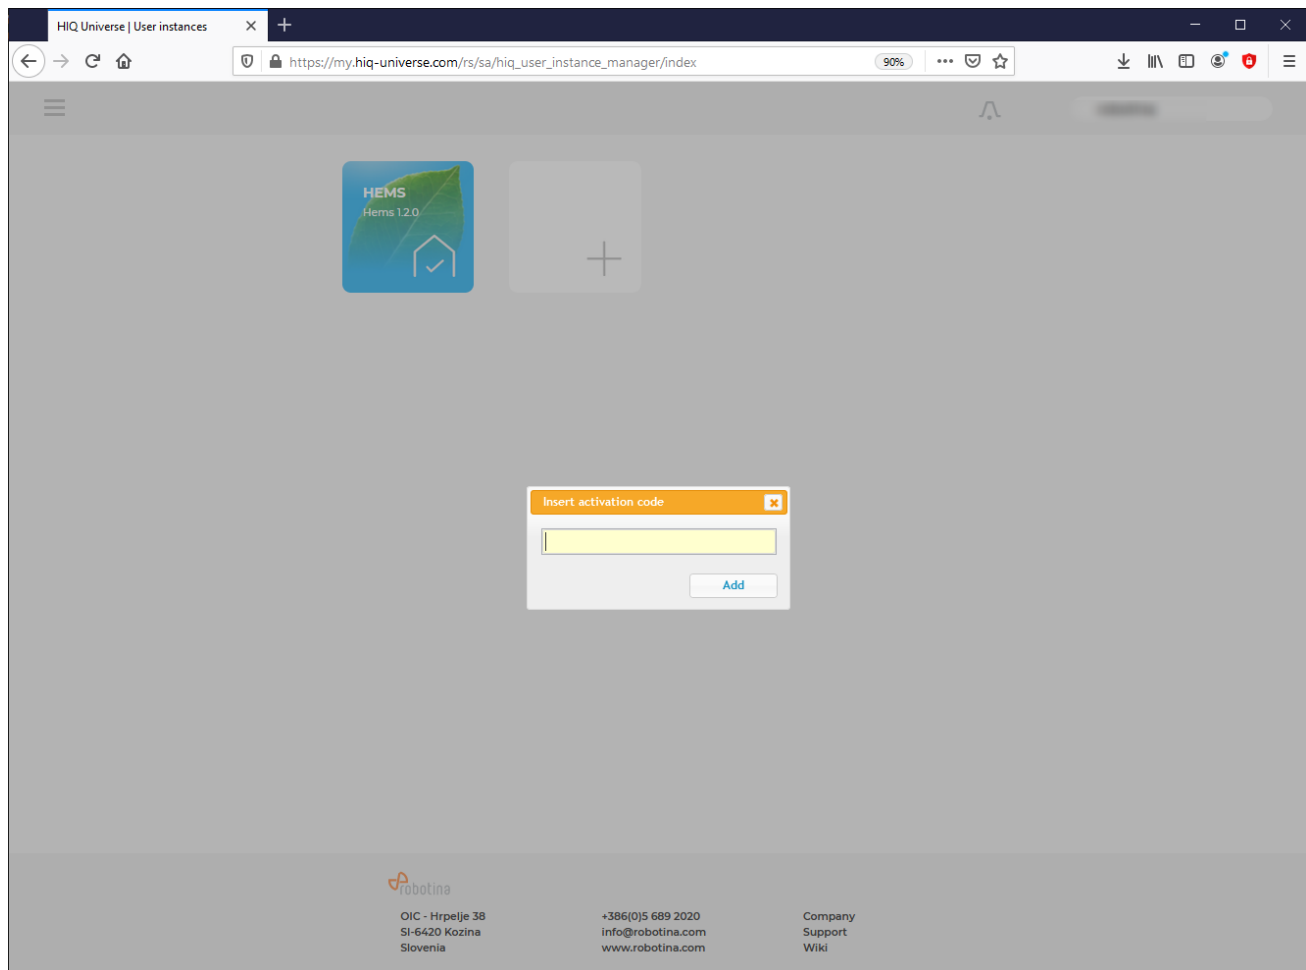 HIQ Universe | User instances
https://my.hiq-universe.com/rs/sa/hiq_user_instance_manager/index
90%
HEMS
Hems 1.2.0
Insert activation code
Add
robotina
OIC - Hrpelje 38
SI-6420 Kozina
Slovenia
+386(0)5 689 2020
info@robotina.com
www.robotina.com
Company
Support
Wiki